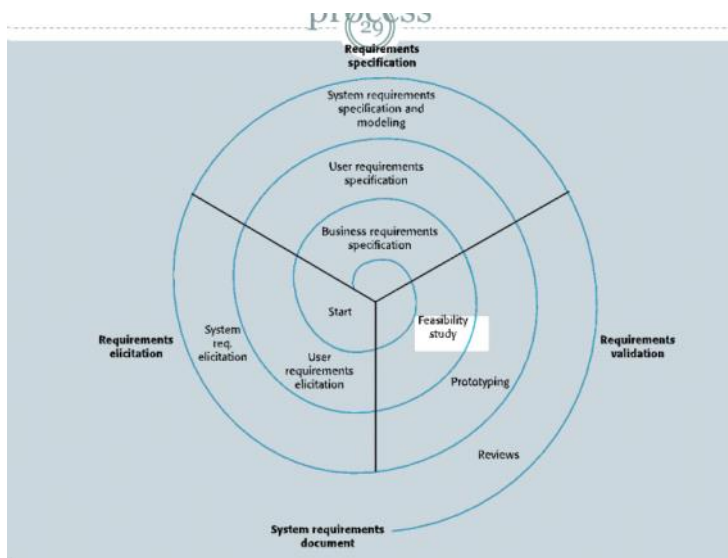 process
29
Requirements
specification
System requirements
specification and
modeling
User requirements
specification
Business requirements
specification
Start
Feasibility
study
Requirements
elicitation
System
req.
elicitation
User
requirements
elicitation
Requirements
validation
Prototyping
Reviews
System requirements
document